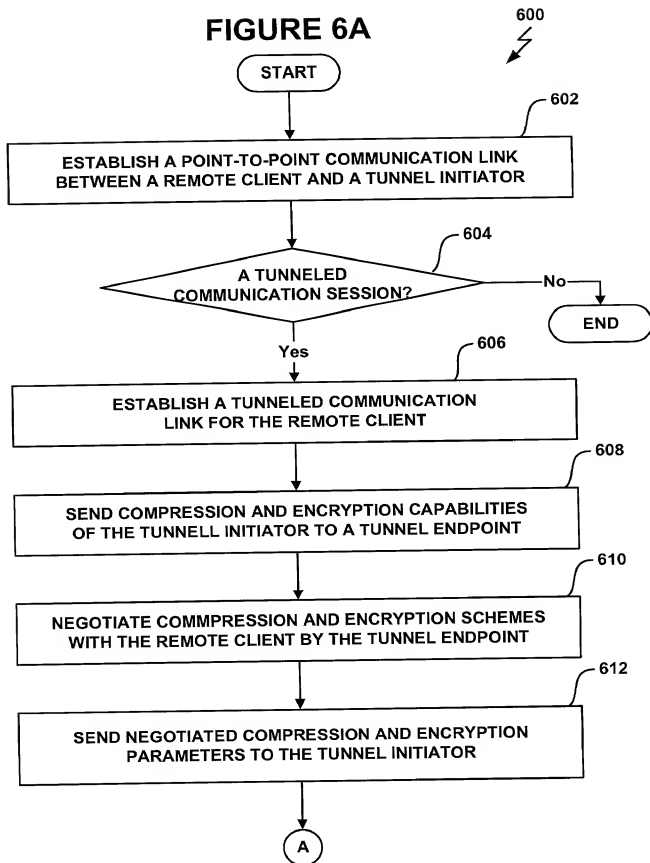 FIGURE 6A
600
START
602
ESTABLISH A POINT-TO-POINT COMMUNICATION LINK
BETWEEN A REMOTE CLIENT AND A TUNNEL INITIATOR
604
A TUNNELED
COMMUNICATION SESSION?
No
END
Yes
606
ESTABLISH A TUNNELED COMMUNICATION
LINK FOR THE REMOTE CLIENT
608
SEND COMPRESSION AND ENCRYPTION CAPABILITIES
OF THE TUNNELL INITIATOR TO A TUNNEL ENDPOINT
610
NEGOTIATE COMMPRESSION AND ENCRYPTION SCHEMES
WITH THE REMOTE CLIENT BY THE TUNNEL ENDPOINT
612
SEND NEGOTIATED COMPRESSION AND ENCRYPTION
PARAMETERS TO THE TUNNEL INITIATOR
A